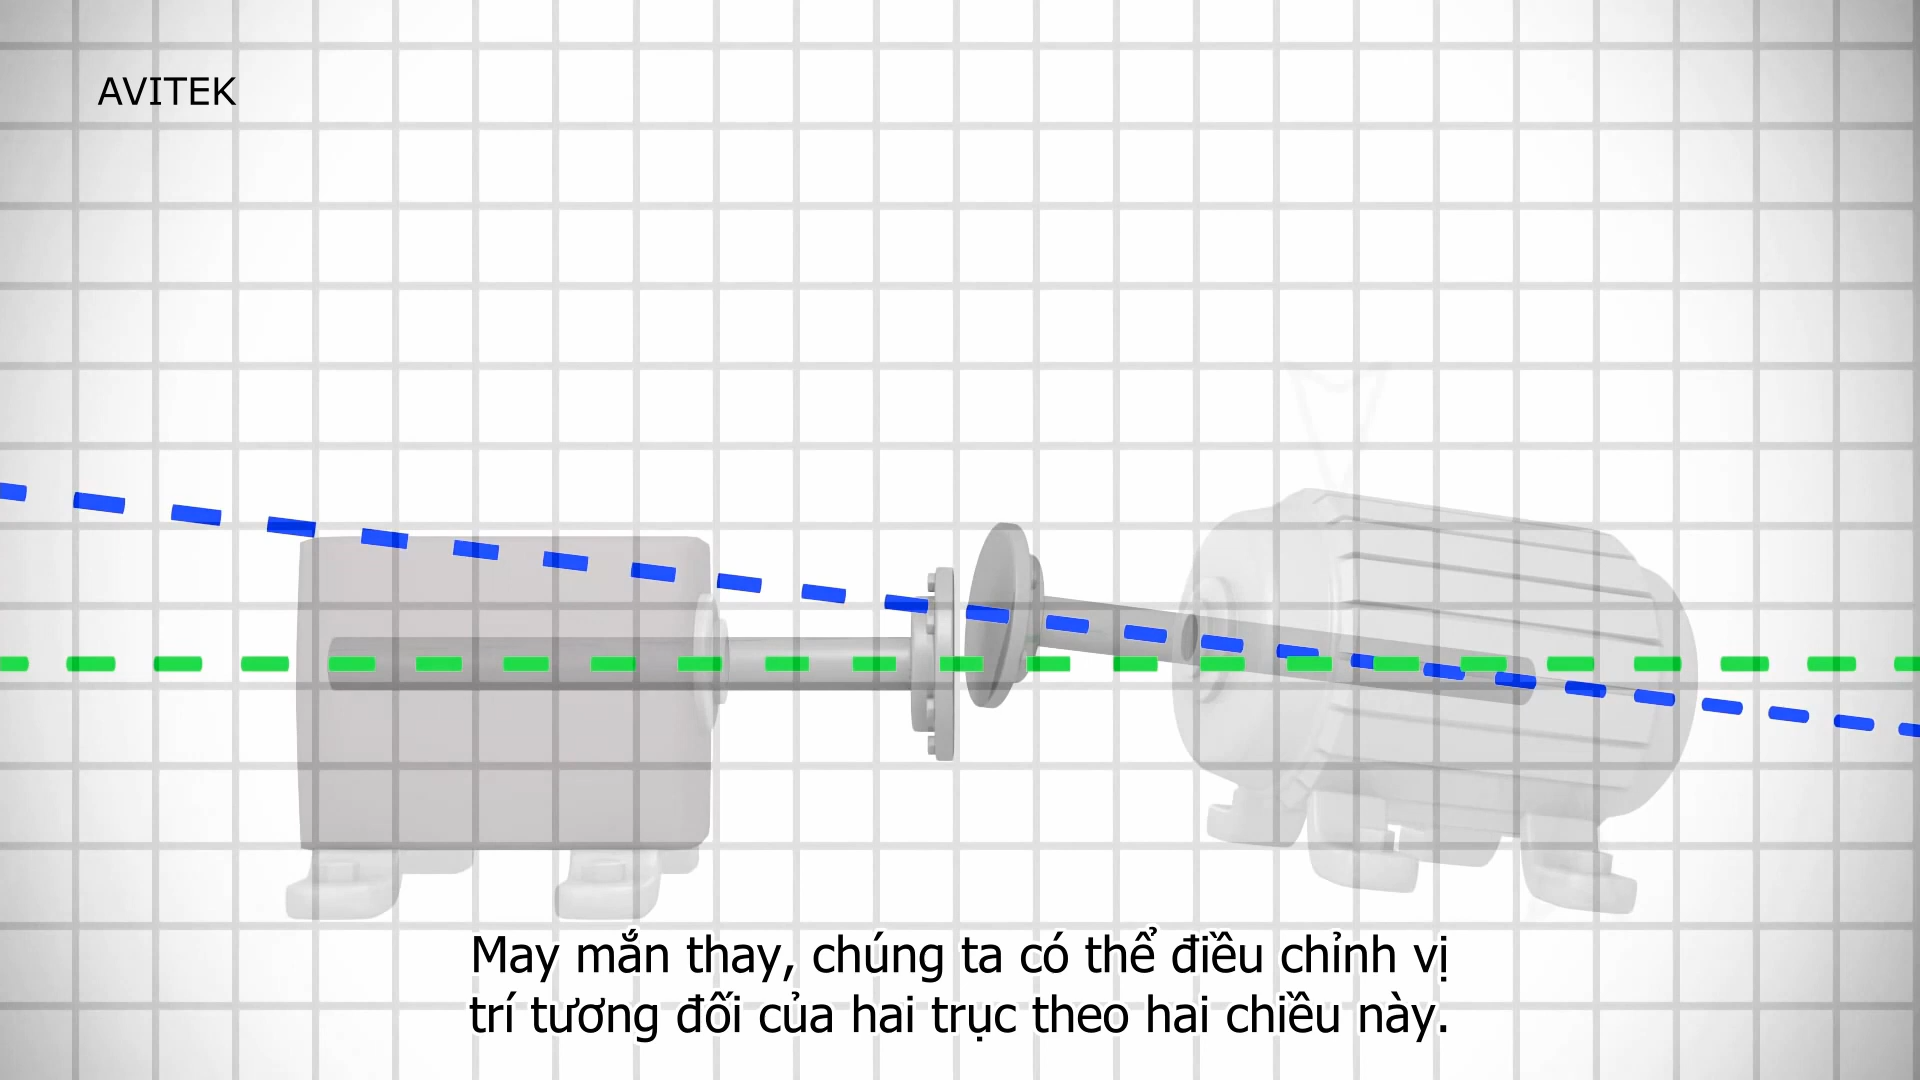 AVITEK
May mắn thay, chúng ta có thể điều chỉnh vị
trí tương đối của hai trục theo hai chiều này.